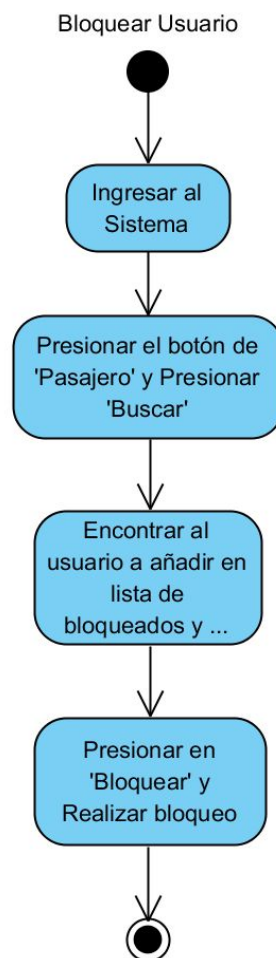 Bloquear Usuario
Ingresar al
Sistema
Presionar el botón de
'Pasajero' y Presionar
'Buscar'
Encontrar al
usuario a añadir en
lista de
bloqueados y ...
Presionar en
'Bloquear' y
Realizar bloqueo